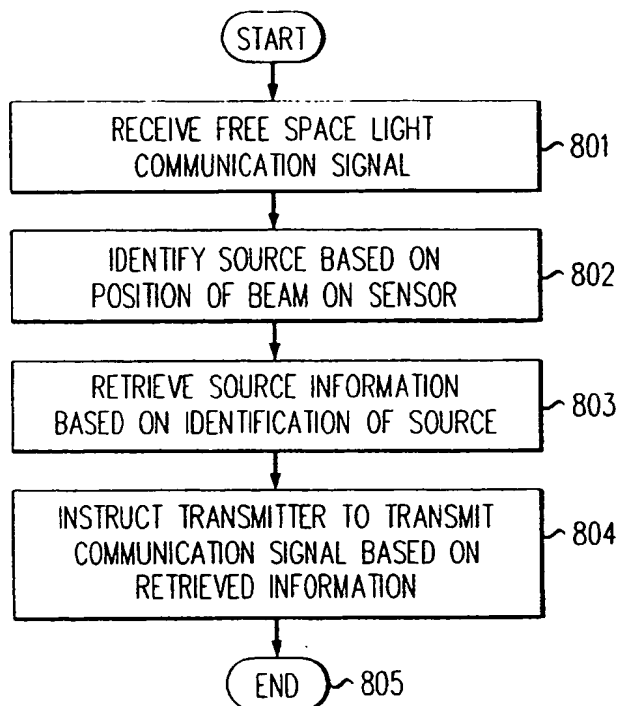 START
RECEIVE FREE SPACE LIGHT
COMMUNICATION SIGNAL
801
IDENTIFY SOURCE BASED ON
POSITION OF BEAM ON SENSOR
802
RETRIEVE SOURCE INFORMATION
BASED ON IDENTIFICATION OF SOURCE
803
INSTRUCT TRANSMITTER TO TRANSMIT
COMMUNICATION SIGNAL BASED ON
RETRIEVED INFORMATION
804
END
805